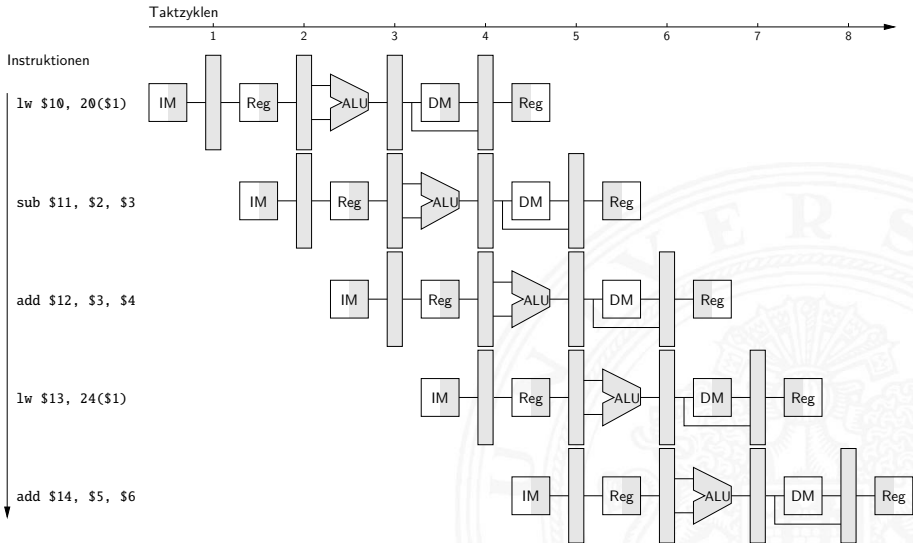 Taktzyklen
1 2 3 4 5 6 7 8
Instruktionen
lw $10, 20($1) IM Reg ALU DM Reg
sub $11, $2, $3 IM Reg ALU DM Reg
add $12, $3, $4 IM Reg ALU DM Reg
lw $13, 24($1) IM Reg ALU DM Reg
add $14, $5, $6 IM Reg ALU DM Reg